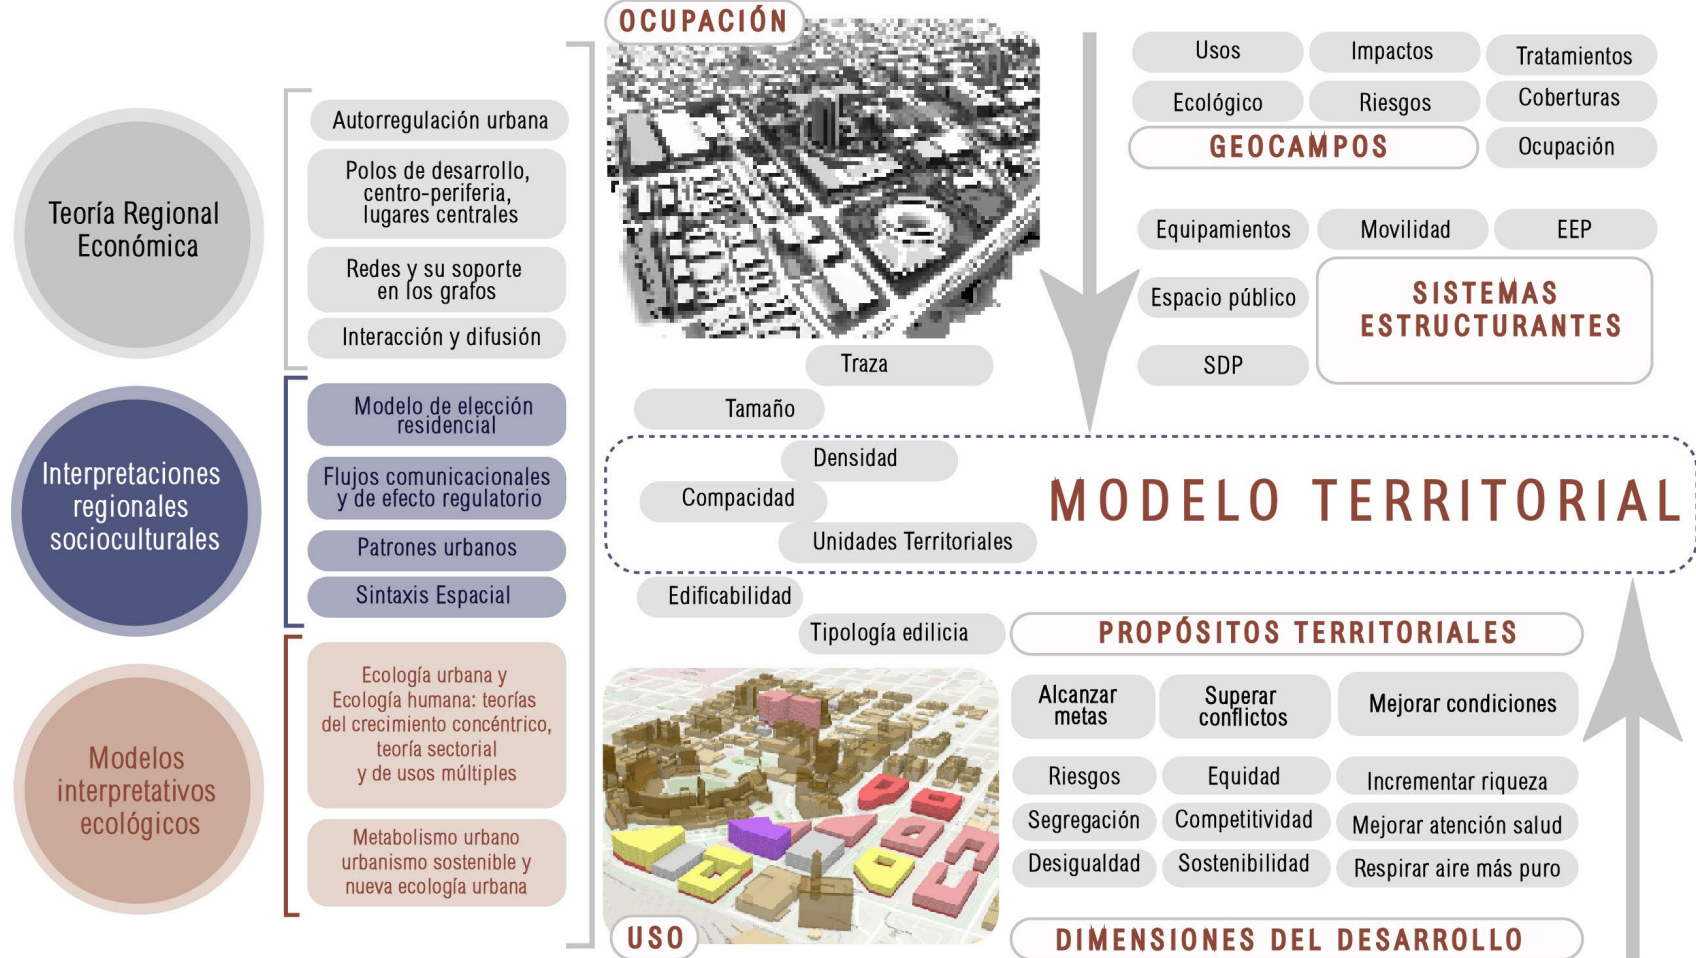 Teoría Regional
Económica
Autorregulación urbana
Polos de desarrollo,
centro-periferia,
lugares centrales
Redes y su soporte
en los grafos
Interacción y difusión
Interpretaciones
regionales
socioculturales
Modelo de elección
residencial
Flujos comunicacionales
y de efecto regulatorio
Patrones urbanos
Sintaxis Espacial
Modelos
interpretativos
ecológicos
Ecología urbana y
Ecología humana: teorías
del crecimiento concéntrico,
teoría sectorial
y de usos múltiples
Metabolismo urbano
urbanismo sostenible y
nueva ecología urbana
OCUPACIÓN
Traza
Tamaño
Densidad
Compacidad
Unidades Territoriales
Edificabilidad
Tipología edilicia
USO
Usos
Impactos
Tratamientos
Ecológico
Riesgos
Coberturas
GEOCAMPOS
Ocupación
Equipamientos
Movilidad
EEP
Espacio público
SISTEMAS
ESTRUCTURANTES
SDP
MODELO TERRITORIAL
PROPÓSITOS TERRITORIALES
Alcanzar
metas
Superar
conflictos
Mejorar condiciones
Riesgos
Equidad
Incrementar riqueza
Segregación
Competitividad
Mejorar atención salud
Desigualdad
Sostenibilidad
Respirar aire más puro
DIMENSIONES DEL DESARROLLO